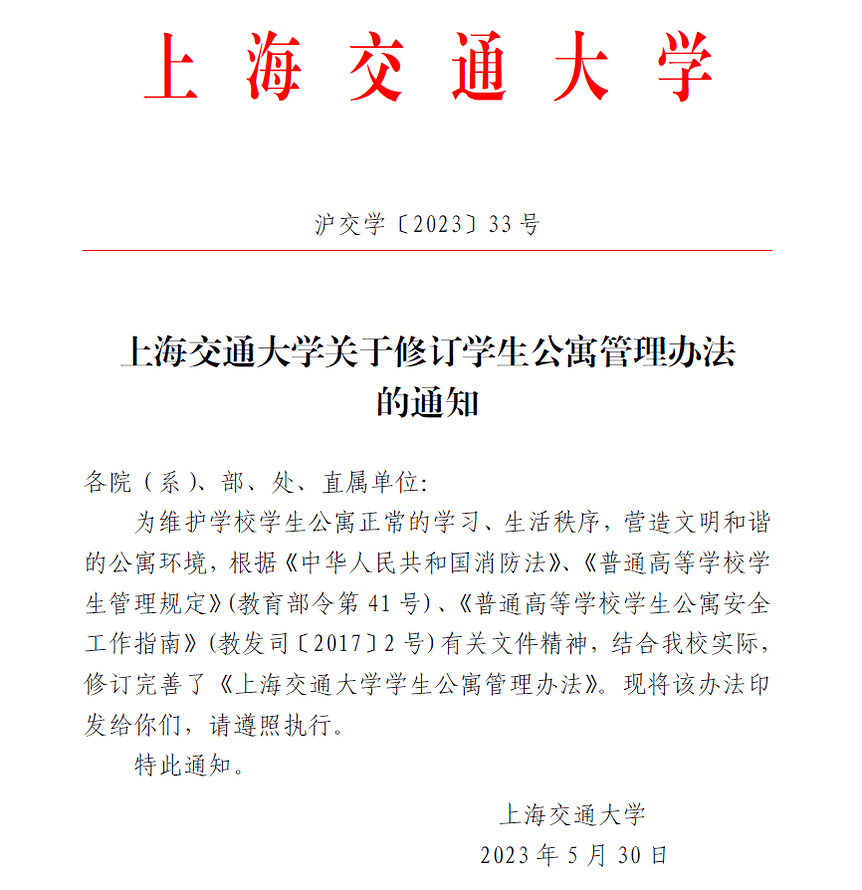 上海交通大学
沪交学〔2023〕33号
上海交通大学关于修订学生公寓管理办法
的通知
各院（系）、部、处、直属单位：
为维护学校学生公寓正常的学习、生活秩序，营造文明和谐
的公寓环境，根据《中华人民共和国消防法》、《普通高等学校学
生管理规定》(教育部令第 41 号)、《普通高等学校学生公寓安全
工作指南》(教发司〔2017〕2 号)有关文件精神，结合我校实际，
修订完善了《上海交通大学学生公寓管理办法》。现将该办法印
发给你们，请遵照执行。
特此通知。
上海交通大学
2023 年 5 月 30 日